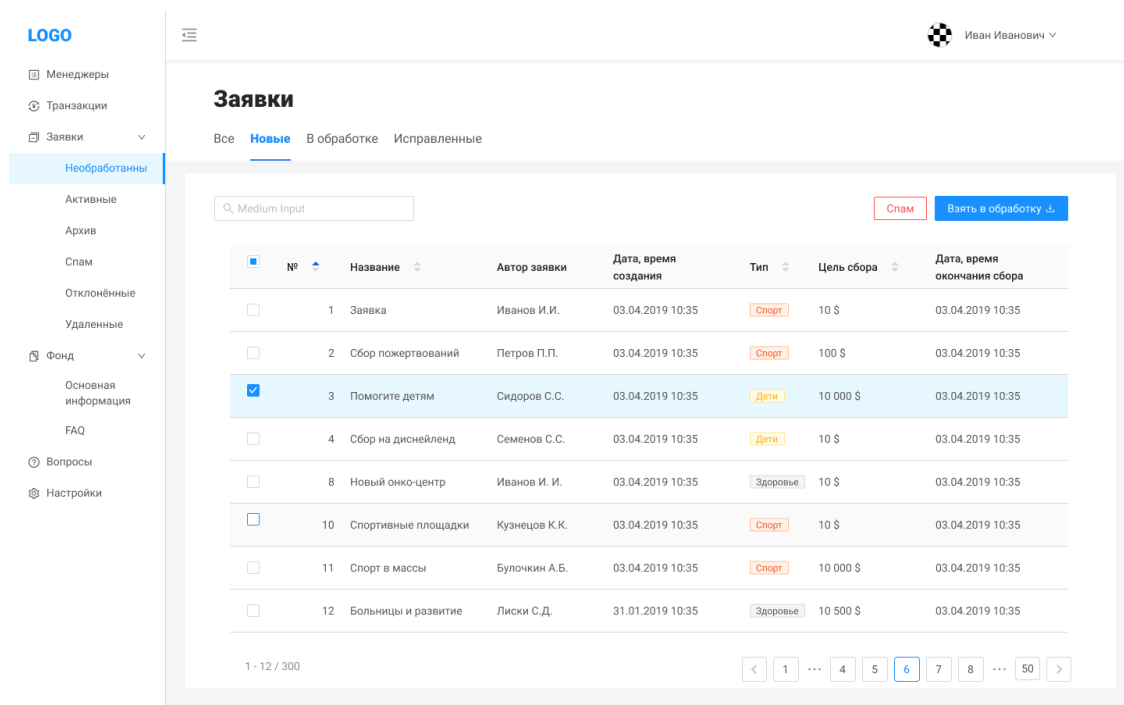 LOGO
Иван Иванович
Менеджеры
Транзакции
Заявки
Необработанны
Активные
Архив
Спам
Отклонённые
Удаленные
Фонд
Основная
информация
FAQ
Вопросы
Настройки
Заявки
Все Новые В обработке Исправленные
Medium Input
Спам Взять в обработку
№ Название Автор заявки Дата, время создания Тип Цель сбора Дата, время окончания сбора
1 Заявка Иванов И.И. 03.04.2019 10:35 Спорт 10 $ 03.04.2019 10:35
2 Сбор пожертвований Петров П.П. 03.04.2019 10:35 Спорт 100 $ 03.04.2019 10:35
3 Помогите детям Сидоров С.С. 03.04.2019 10:35 Дети 10 000 $ 03.04.2019 10:35
4 Сбор на диснейленд Семенов С.С. 03.04.2019 10:35 Дети 10 $ 03.04.2019 10:35
8 Новый онко-центр Иванов И. И. 03.04.2019 10:35 Здоровье 10 $ 03.04.2019 10:35
10 Спортивные площадки Кузнецов К.К. 03.04.2019 10:35 Спорт 10 $ 03.04.2019 10:35
11 Спорт в массы Булочкин А.Б. 03.04.2019 10:35 Спорт 10 000 $ 03.04.2019 10:35
12 Больницы и развитие Лиски С.Д. 31.01.2019 10:35 Здоровье 10 500 $ 03.04.2019 10:35
1 - 12 / 300
< 1 ··· 4 5 6 7 8 ··· 50 >